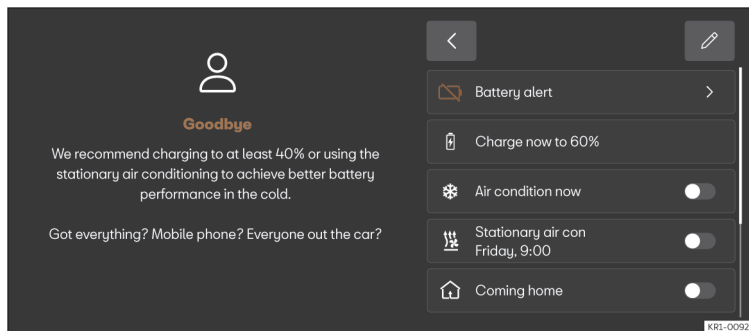 Goodbye
We recommend charging to at least 40% or using the
stationary air conditioning to achieve better battery
performance in the cold.
Got everything? Mobile phone? Everyone out the car?
Battery alert
Charge now to 60%
Air condition now
Stationary air con
Friday, 9:00
Coming home
KR1-0092